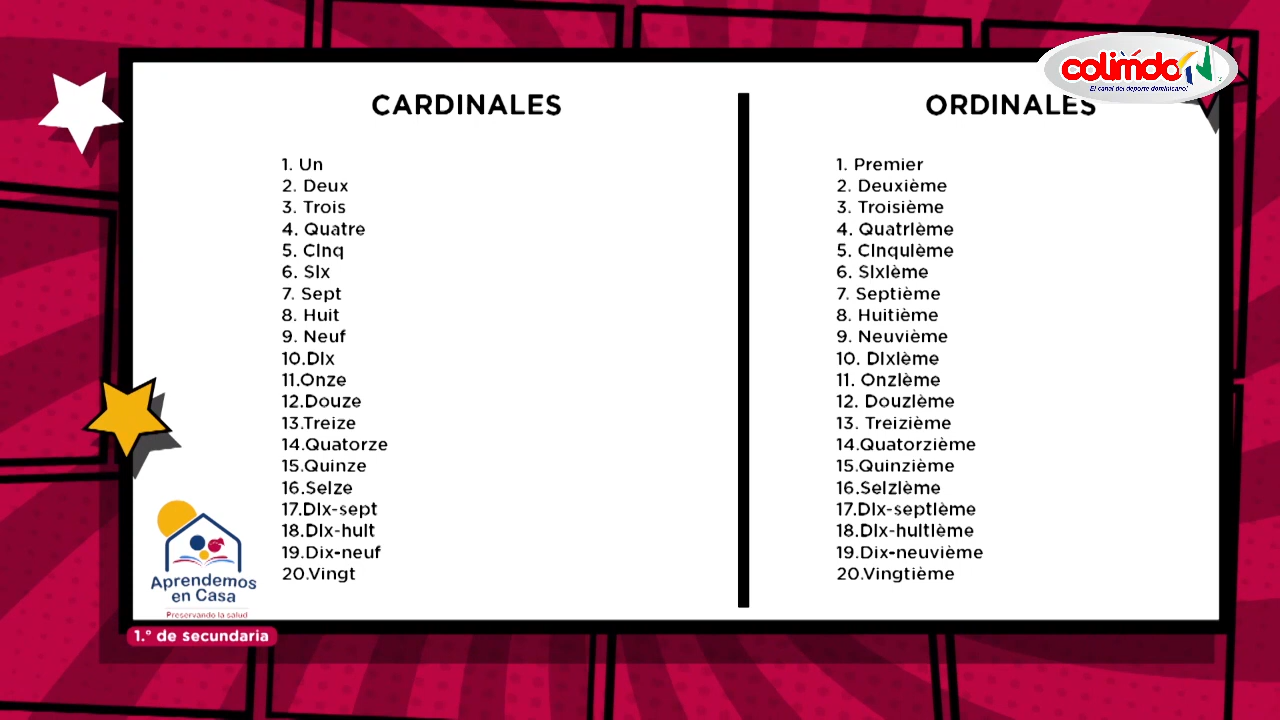 colimdo
El canal del deporte dominicano!
CARDINALES
1. Un
2. Deux
3. Trois
4. Quatre
5. CInq
6. SIx
7. Sept
8. Huit
9. Neuf
10.DIx
11.Onze
12.Douze
13.Treize
14.Quatorze
15.Quinze
16.SeIze
17.DIx-sept
18.DIx-huIt
19.Dix-neuf
20.Vingt
ORDINALES
1. Premier
2. Deuxième
3. Troisième
4. QuatrIème
5. CInquIème
6. SIxIème
7. Septième
8. Huitième
9. Neuvième
10. DIxIème
11. OnzIème
12. DouzIème
13. Treizième
14.Quatorzième
15.Quinzième
16.SeIzIème
17.DIx-septIème
18.DIx-huItIème
19.Dix-neuvième
20.Vingtième
Aprendemos
en Casa
Preservando la salud
1.° de secundaria